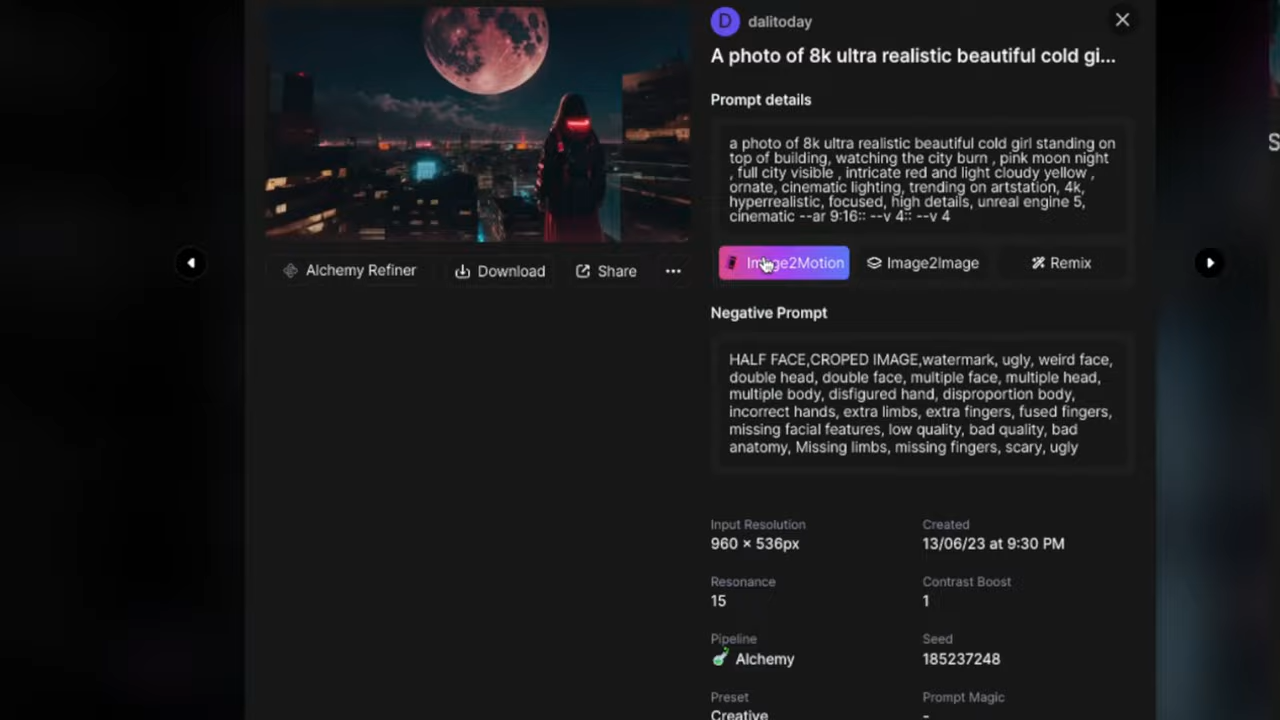 D dalitoday
A photo of 8k ultra realistic beautiful cold gi...
Prompt details
a photo of 8k ultra realistic beautiful cold girl standing on
top of building, watching the city burn , pink moon night
, full city visible , intricate red and light cloudy yellow ,
ornate, cinematic lighting, trending on artstation, 4k,
hyperrealistic, focused, high details, unreal engine 5,
cinematic --ar 9:16:: --v 4:: --v 4
Alchemy Refiner
Download
Share
Image2Motion
Image2Image
Remix
Negative Prompt
HALF FACE,CROPED IMAGE,watermark, ugly, weird face,
double head, double face, multiple face, multiple head,
multiple body, disfigured hand, disproportion body,
incorrect hands, extra limbs, extra fingers, fused fingers,
missing facial features, low quality, bad quality, bad
anatomy, Missing limbs, missing fingers, scary, ugly
Input Resolution
960 × 536px
Created
13/06/23 at 9:30 PM
Resonance
15
Contrast Boost
1
Pipeline
Alchemy
Seed
185237248
Preset
Creative
Prompt Magic
-
S